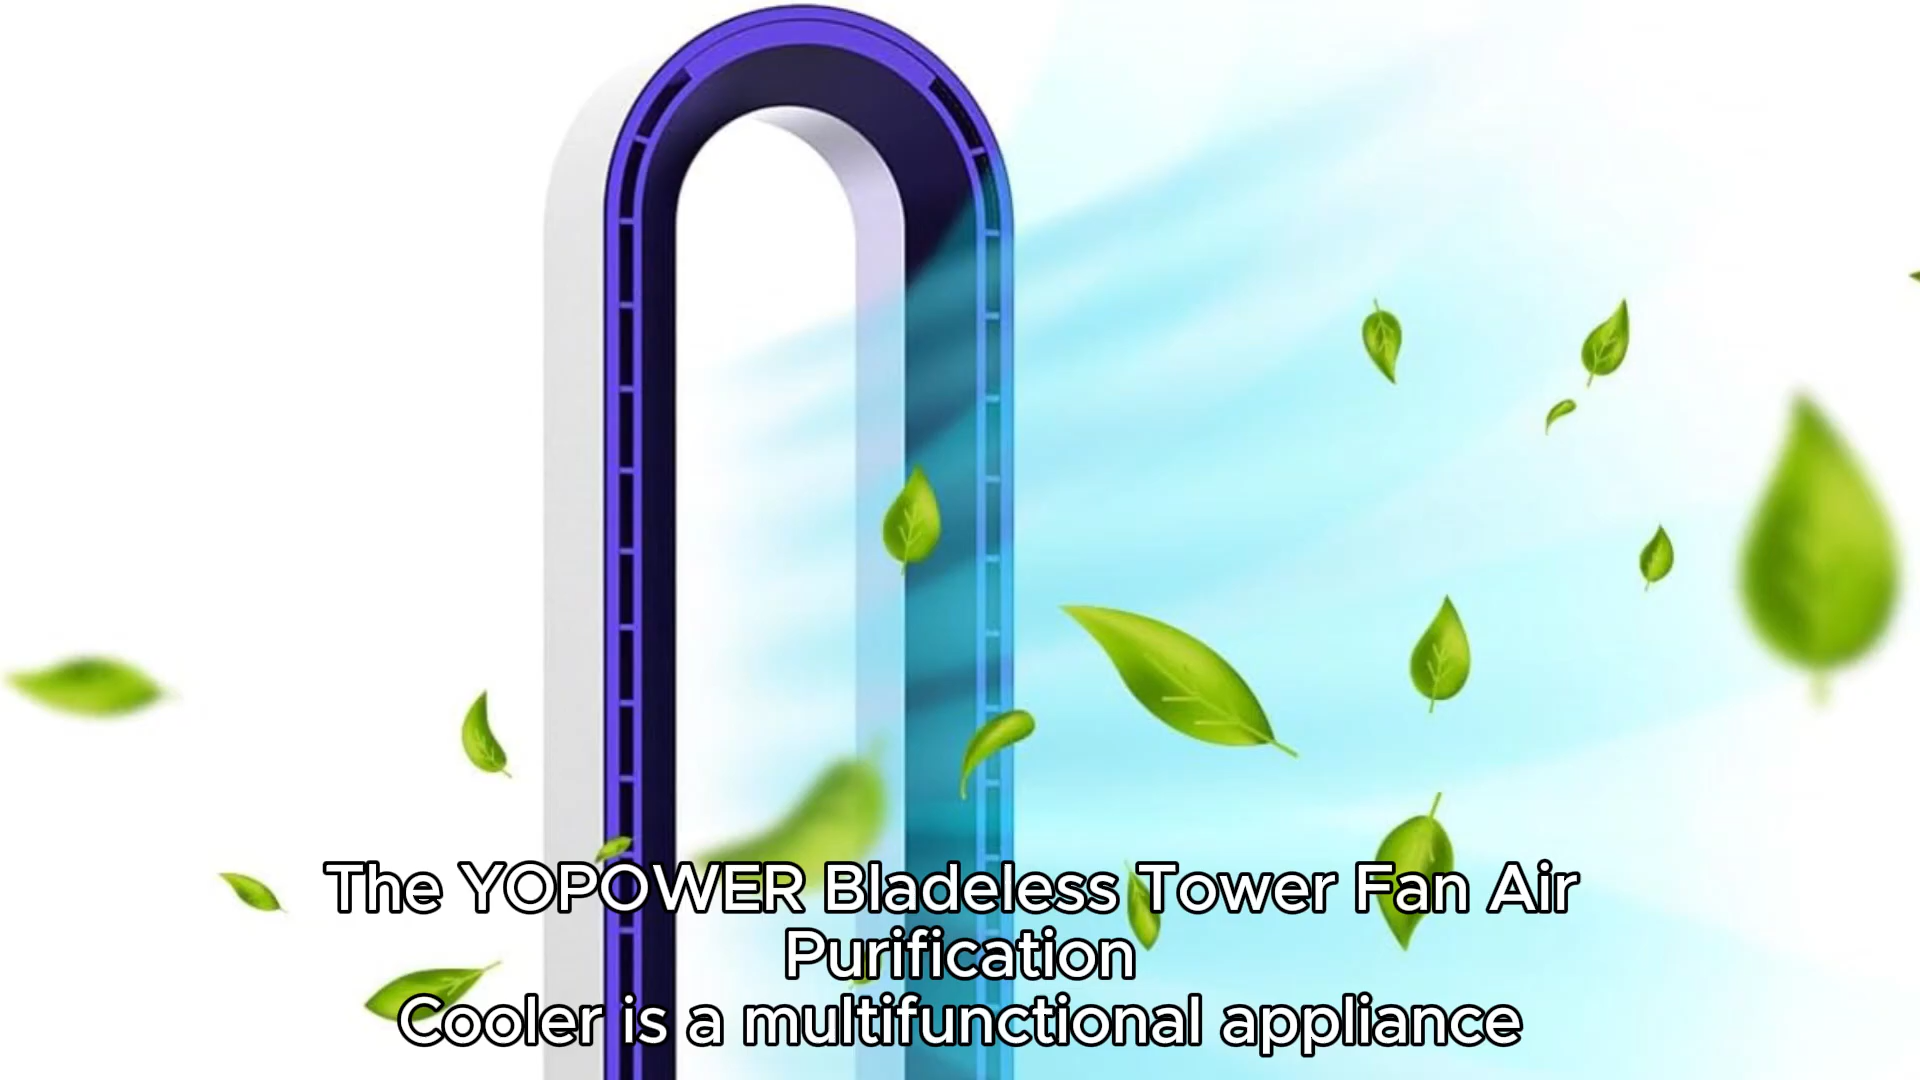 The YOPOWER Bladeless Tower Fan Air
Purification
Cooler is a multifunctional appliance